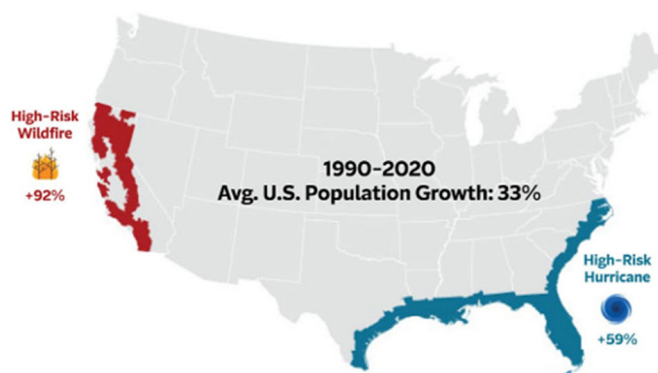 High-Risk
Wildfire
+92%
1990–2020
Avg. U.S. Population Growth: 33%
High-Risk
Hurricane
+59%